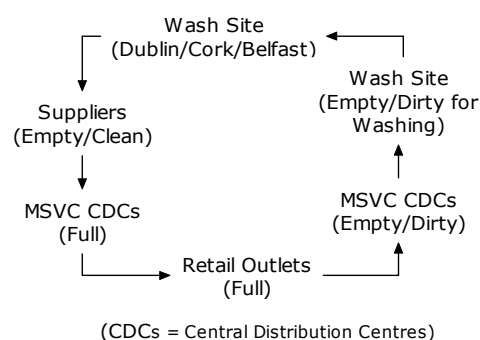 Wash Site
(Dublin/Cork/Belfast)
Suppliers
(Empty/Clean)
MSVC CDCs
(Full)
Retail Outlets
(Full)
MSVC CDCs
(Empty/Dirty)
Wash Site
(Empty/Dirty for
Washing)
(CDCs = Central Distribution Centres)